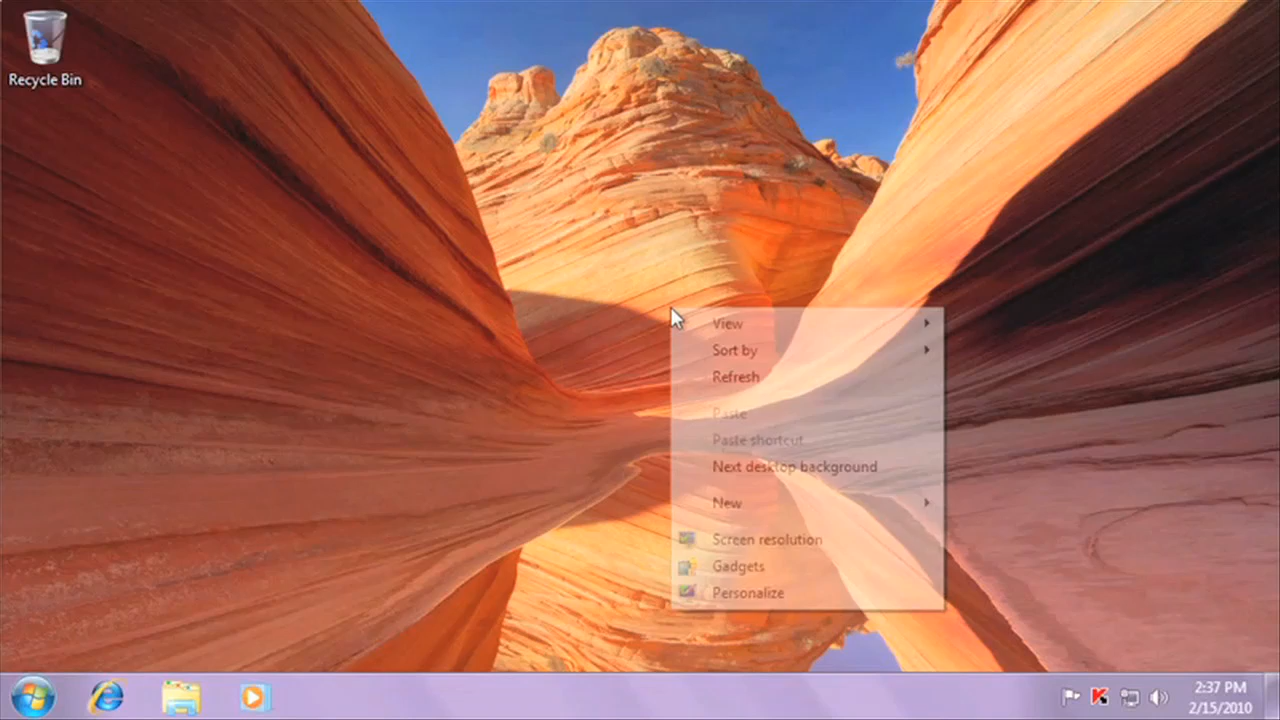 Recycle Bin
View
Sort by
Refresh
Paste
Paste shortcut
Next desktop background
New
Screen resolution
Gadgets
Personalize
2:37 PM
2/15/2010